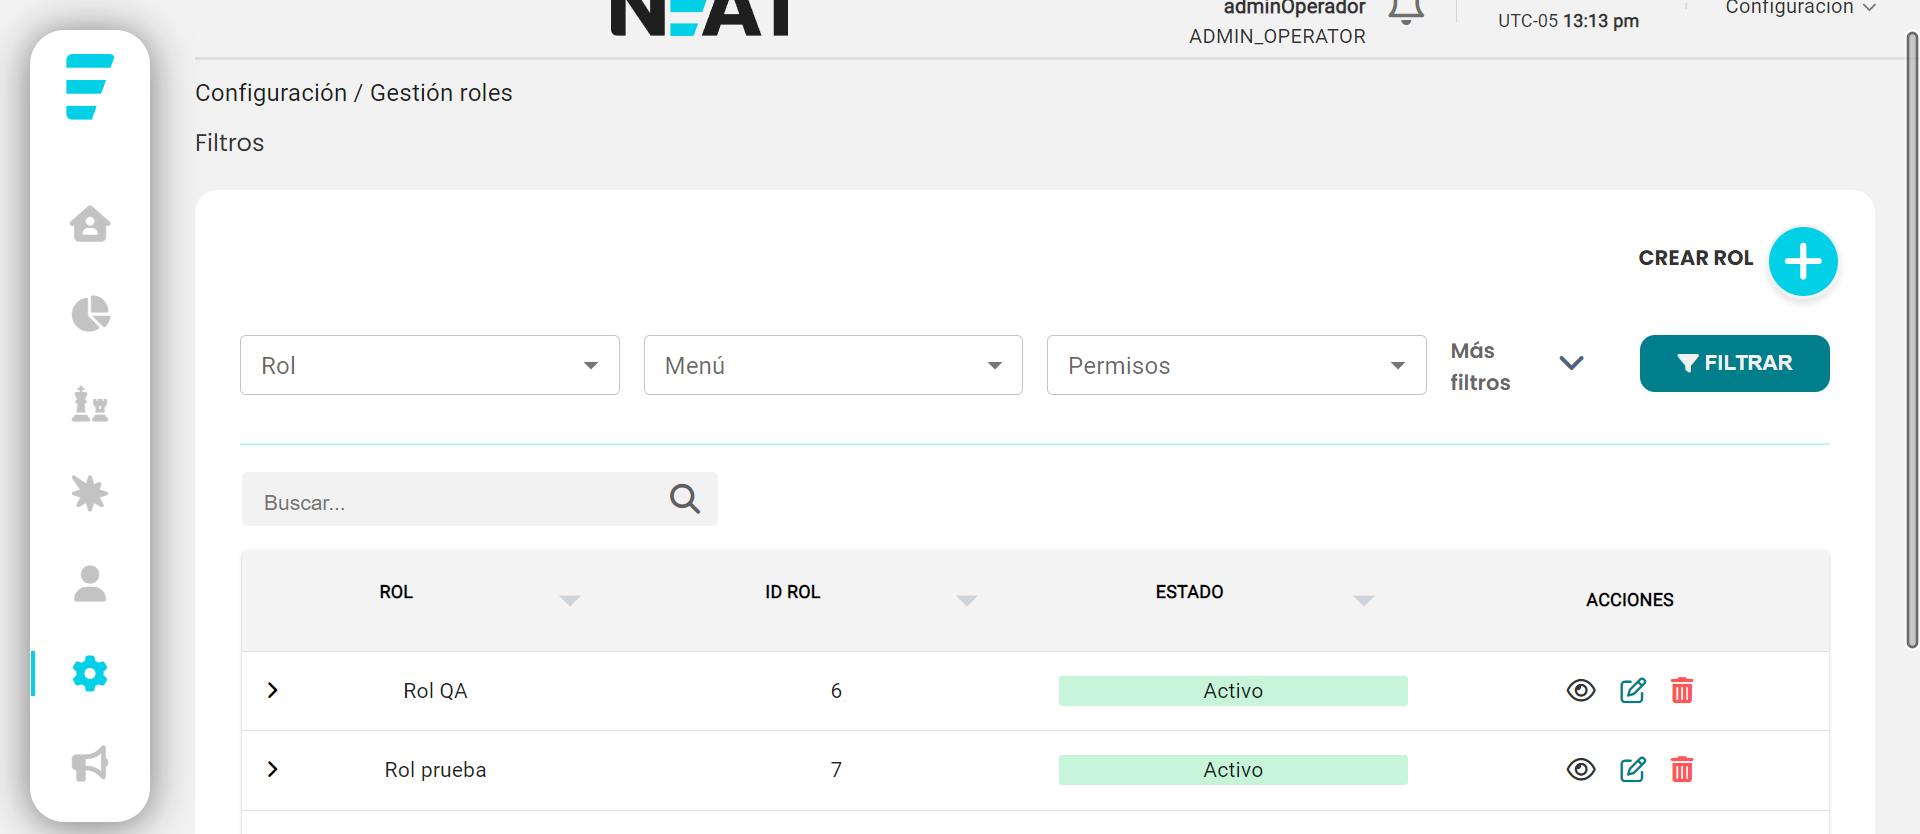 NEAT
adminOperador
ADMIN_OPERATOR
UTC-05 13:13 pm
Configuración
Configuración / Gestión roles
Filtros
CREAR ROL
Rol
Menú
Permisos
Más
filtros
FILTRAR
Buscar...
ROL
ID ROL
ESTADO
ACCIONES
Rol QA
6
Activo
Rol prueba
7
Activo